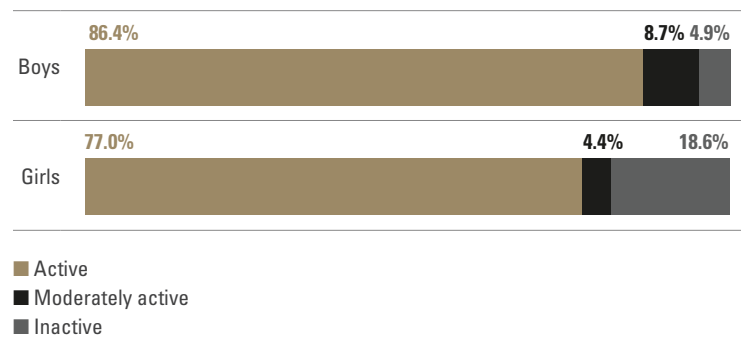 86.4% 8.7% 4.9%
Boys
77.0% 4.4% 18.6%
Girls
Active
Moderately active
Inactive